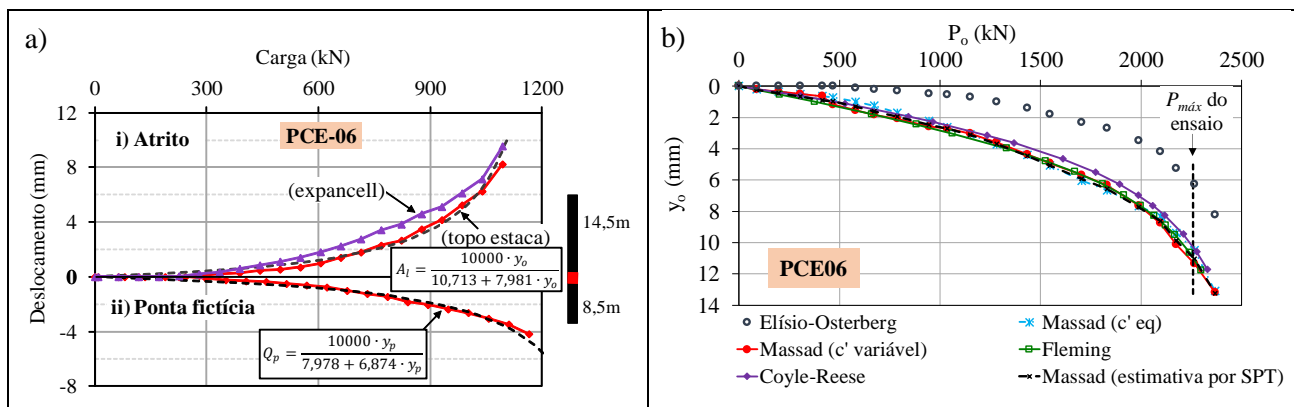 a)
Carga (kN)
0 300 600 900 1200
Deslocamento (mm)
12
8
4
0
-4
-8
i) Atrito
PCE-06
(expancell)
(topo estaca)
A_l = 10000 · y_o / 10,713 + 7,981 · y_o
ii) Ponta fictícia
Q_p = 10000 · y_p / 7,978 + 6,874 · y_p
14,5m
8,5m
b)
P_o (kN)
0 500 1000 1500 2000 2500
y_o (mm)
0
2
4
6
8
10
12
14
P_máx do
ensaio
PCE06
Elísio-Osterberg
Massad (c' eq)
Massad (c' variável)
Fleming
Coyle-Reese
Massad (estimativa por SPT)